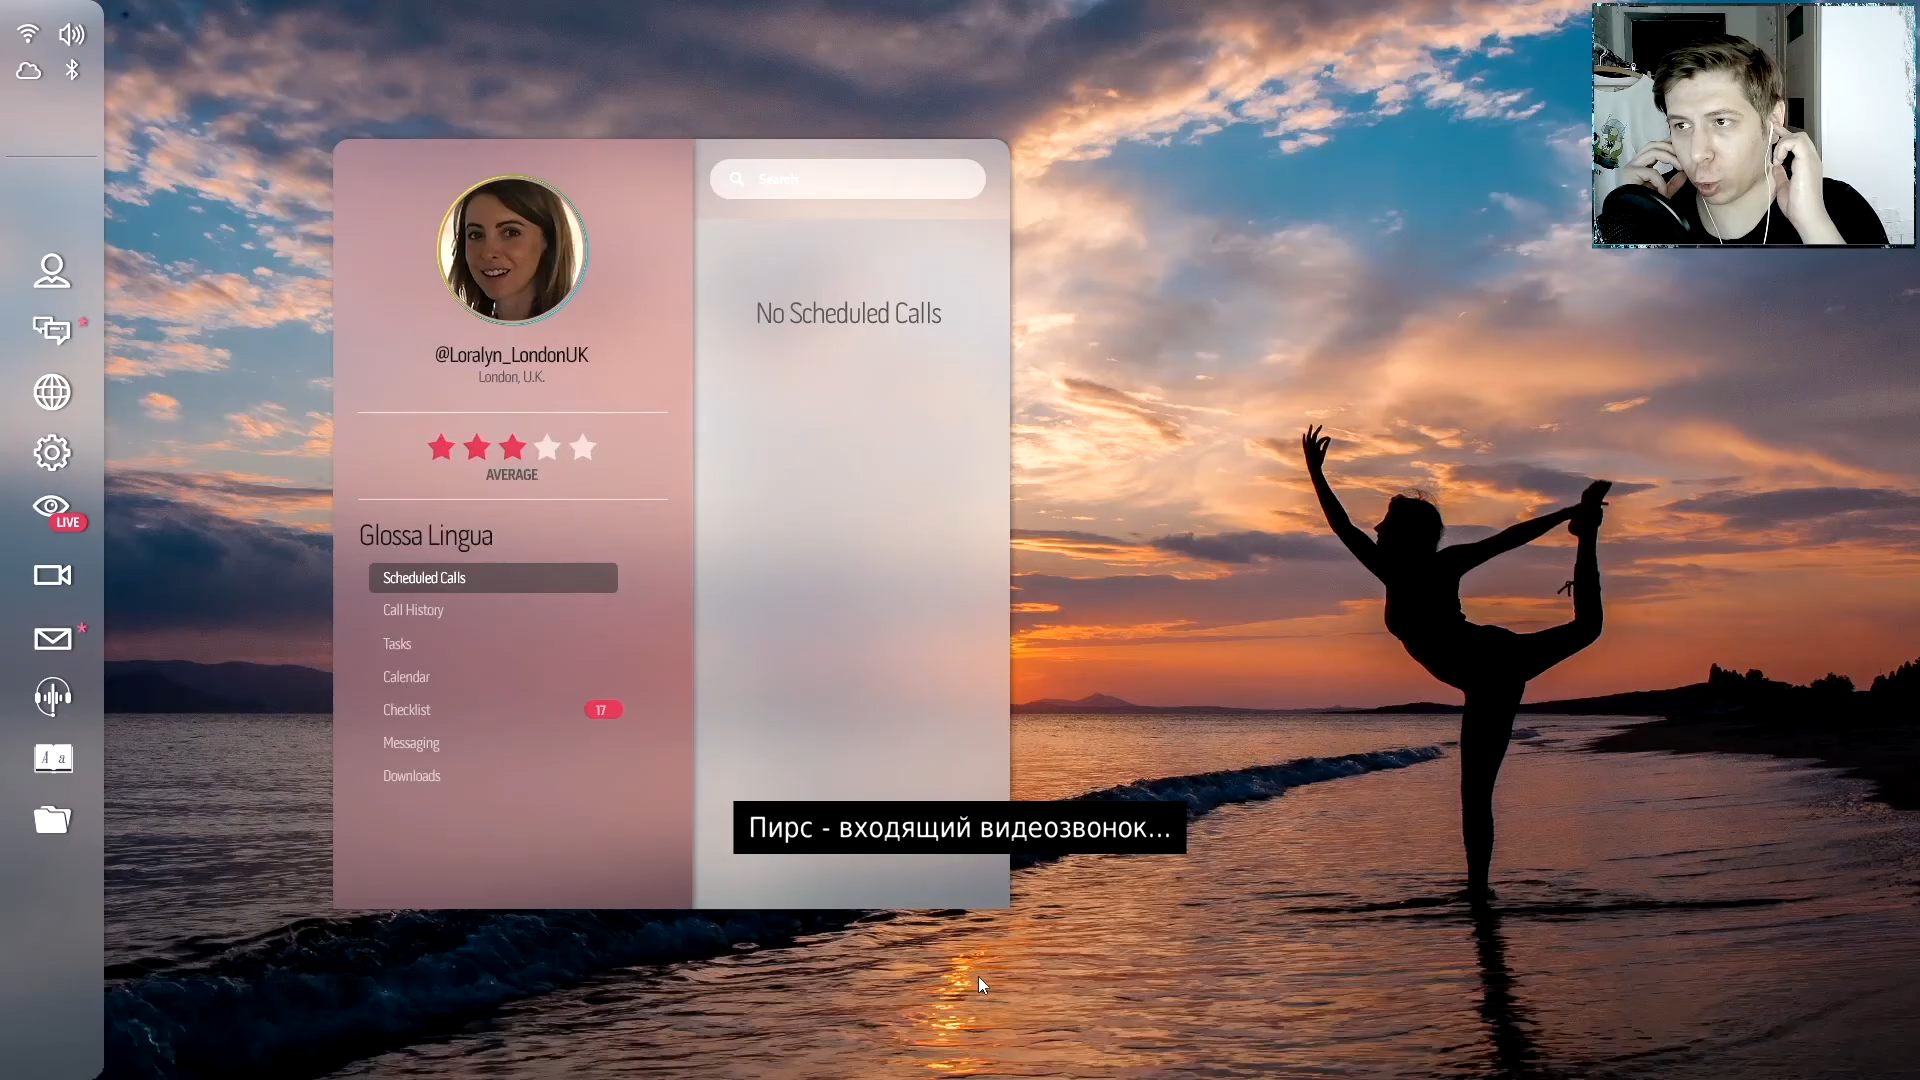 LIVE
A a
@Loralyn_LondonUK
London, U.K.
AVERAGE
Glossa Lingua
Scheduled Calls
Call History
Tasks
Calendar
Checklist 17
Messaging
Downloads
Search
No Scheduled Calls
Пирс - входящий видеозвонок...